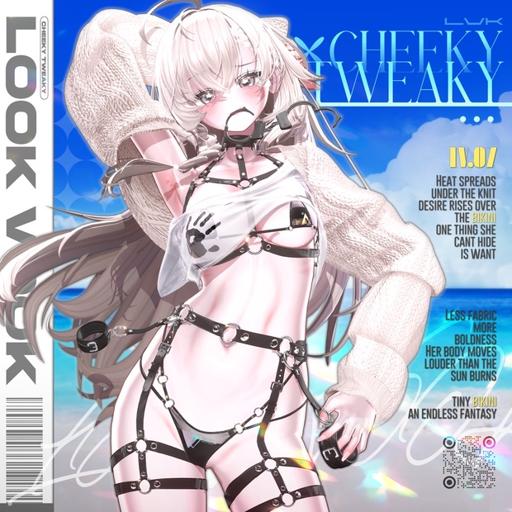 LVK
CHEEKY
TWEAKY
CHEEKY TWEAKY
LOOK
IV.07
HEAT SPREADS
UNDER THE KNIT
DESIRE RISES OVER
THE BIKINI
ONE THING SHE
CANT HIDE
IS WANT
LESS FABRIC
MORE
BOLDNESS
HER BODY MOVES
LOUDER THAN THE
SUN BURNS
TINY BIKINI
AN ENDLESS FANTASY